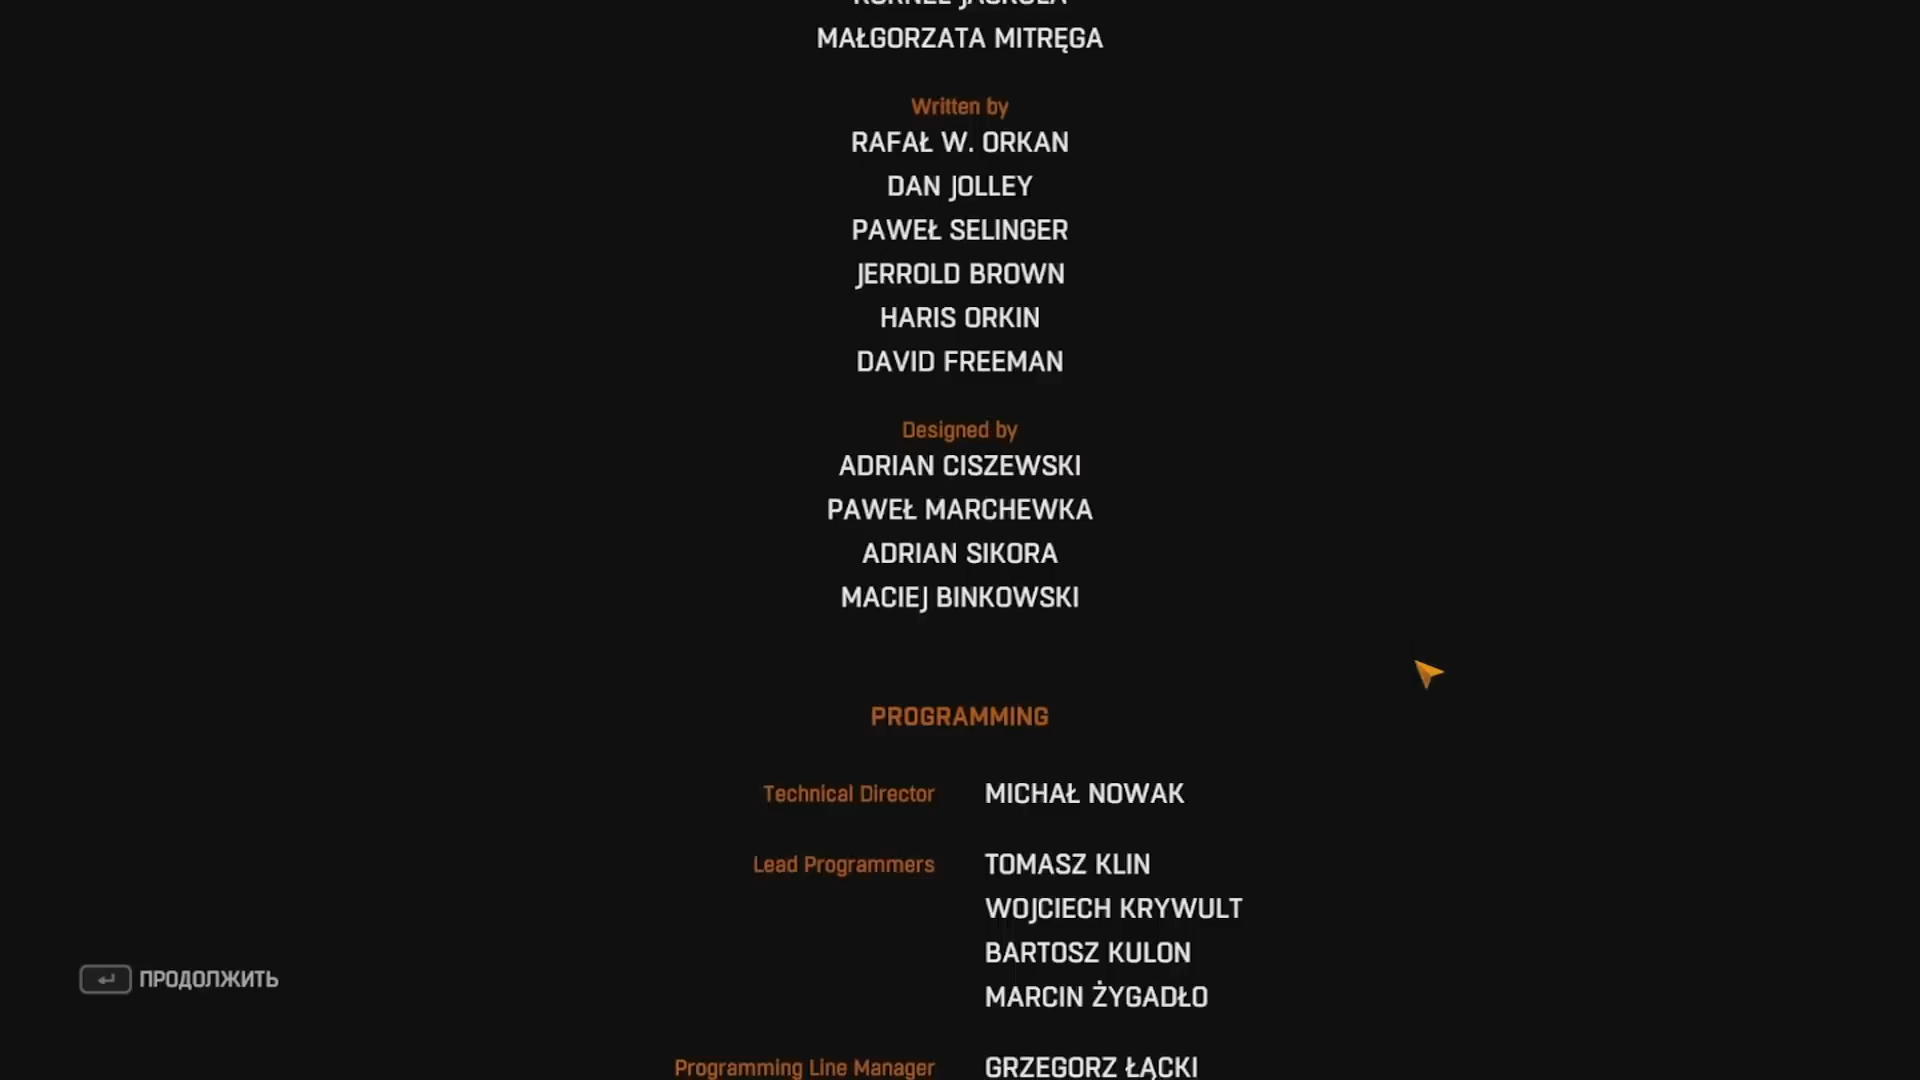 MAŁGORZATA MITRĘGA
Written by
RAFAŁ W. ORKAN
DAN JOLLEY
PAWEŁ SELINGER
JERROLD BROWN
HARIS ORKIN
DAVID FREEMAN
Designed by
ADRIAN CISZEWSKI
PAWEŁ MARCHEWKA
ADRIAN SIKORA
MACIEJ BINKOWSKI
PROGRAMMING
Technical Director MICHAŁ NOWAK
Lead Programmers TOMASZ KLIN
WOJCIECH KRYWULT
BARTOSZ KULON
MARCIN ŻYGADŁO
Programming Line Manager GRZEGORZ ŁĄCKI
ПРОДОЛЖИТЬ